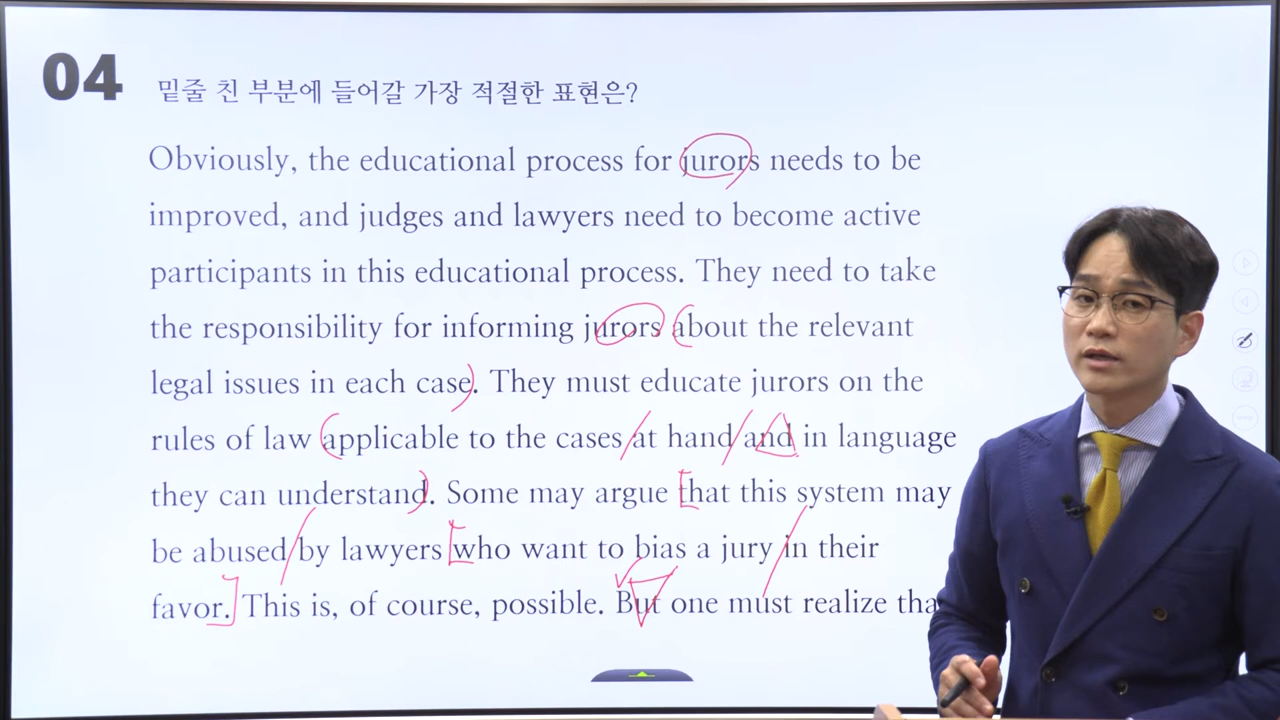 04
밑줄 친 부분에 들어갈 가장 적절한 표현은?
Obviously, the educational process for jurors needs to be
improved, and judges and lawyers need to become active
participants in this educational process. They need to take
the responsibility for informing jurors about the relevant
legal issues in each case. They must educate jurors on the
rules of law applicable to the cases at hand and in language
they can understand. Some may argue that this system may
be abused by lawyers who want to bias a jury in their
favor. This is, of course, possible. But one must realize tha